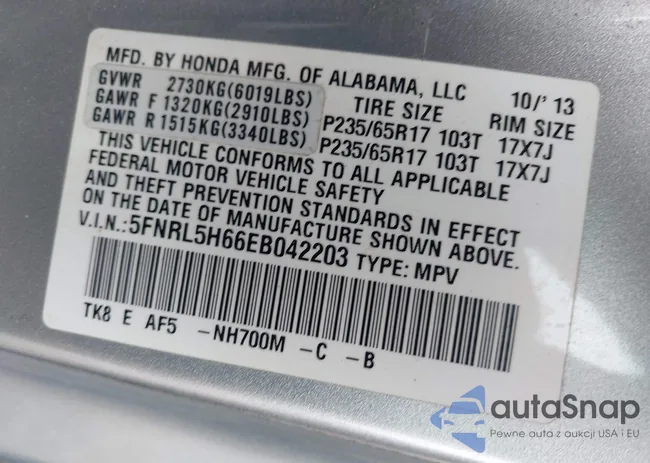 MFD. BY HONDA MFG. OF ALABAMA, LLC 10/'13
GVWR 2730KG(6019LBS) TIRE SIZE RIM SIZE
GAWR F 1320KG(2910LBS) P235/65R17 103T 17X7J
GAWR R 1515KG(3340LBS) P235/65R17 103T 17X7J
THIS VEHICLE CONFORMS TO ALL APPLICABLE
FEDERAL MOTOR VEHICLE SAFETY
AND THEFT PREVENTION STANDARDS IN EFFECT
ON THE DATE OF MANUFACTURE SHOWN ABOVE.
V.I.N.:5FNRL5H66EB042203 TYPE: MPV
TK8 E AF5 -NH700M -C -B
autaSnap
Pewne auta z aukcji USA i EU